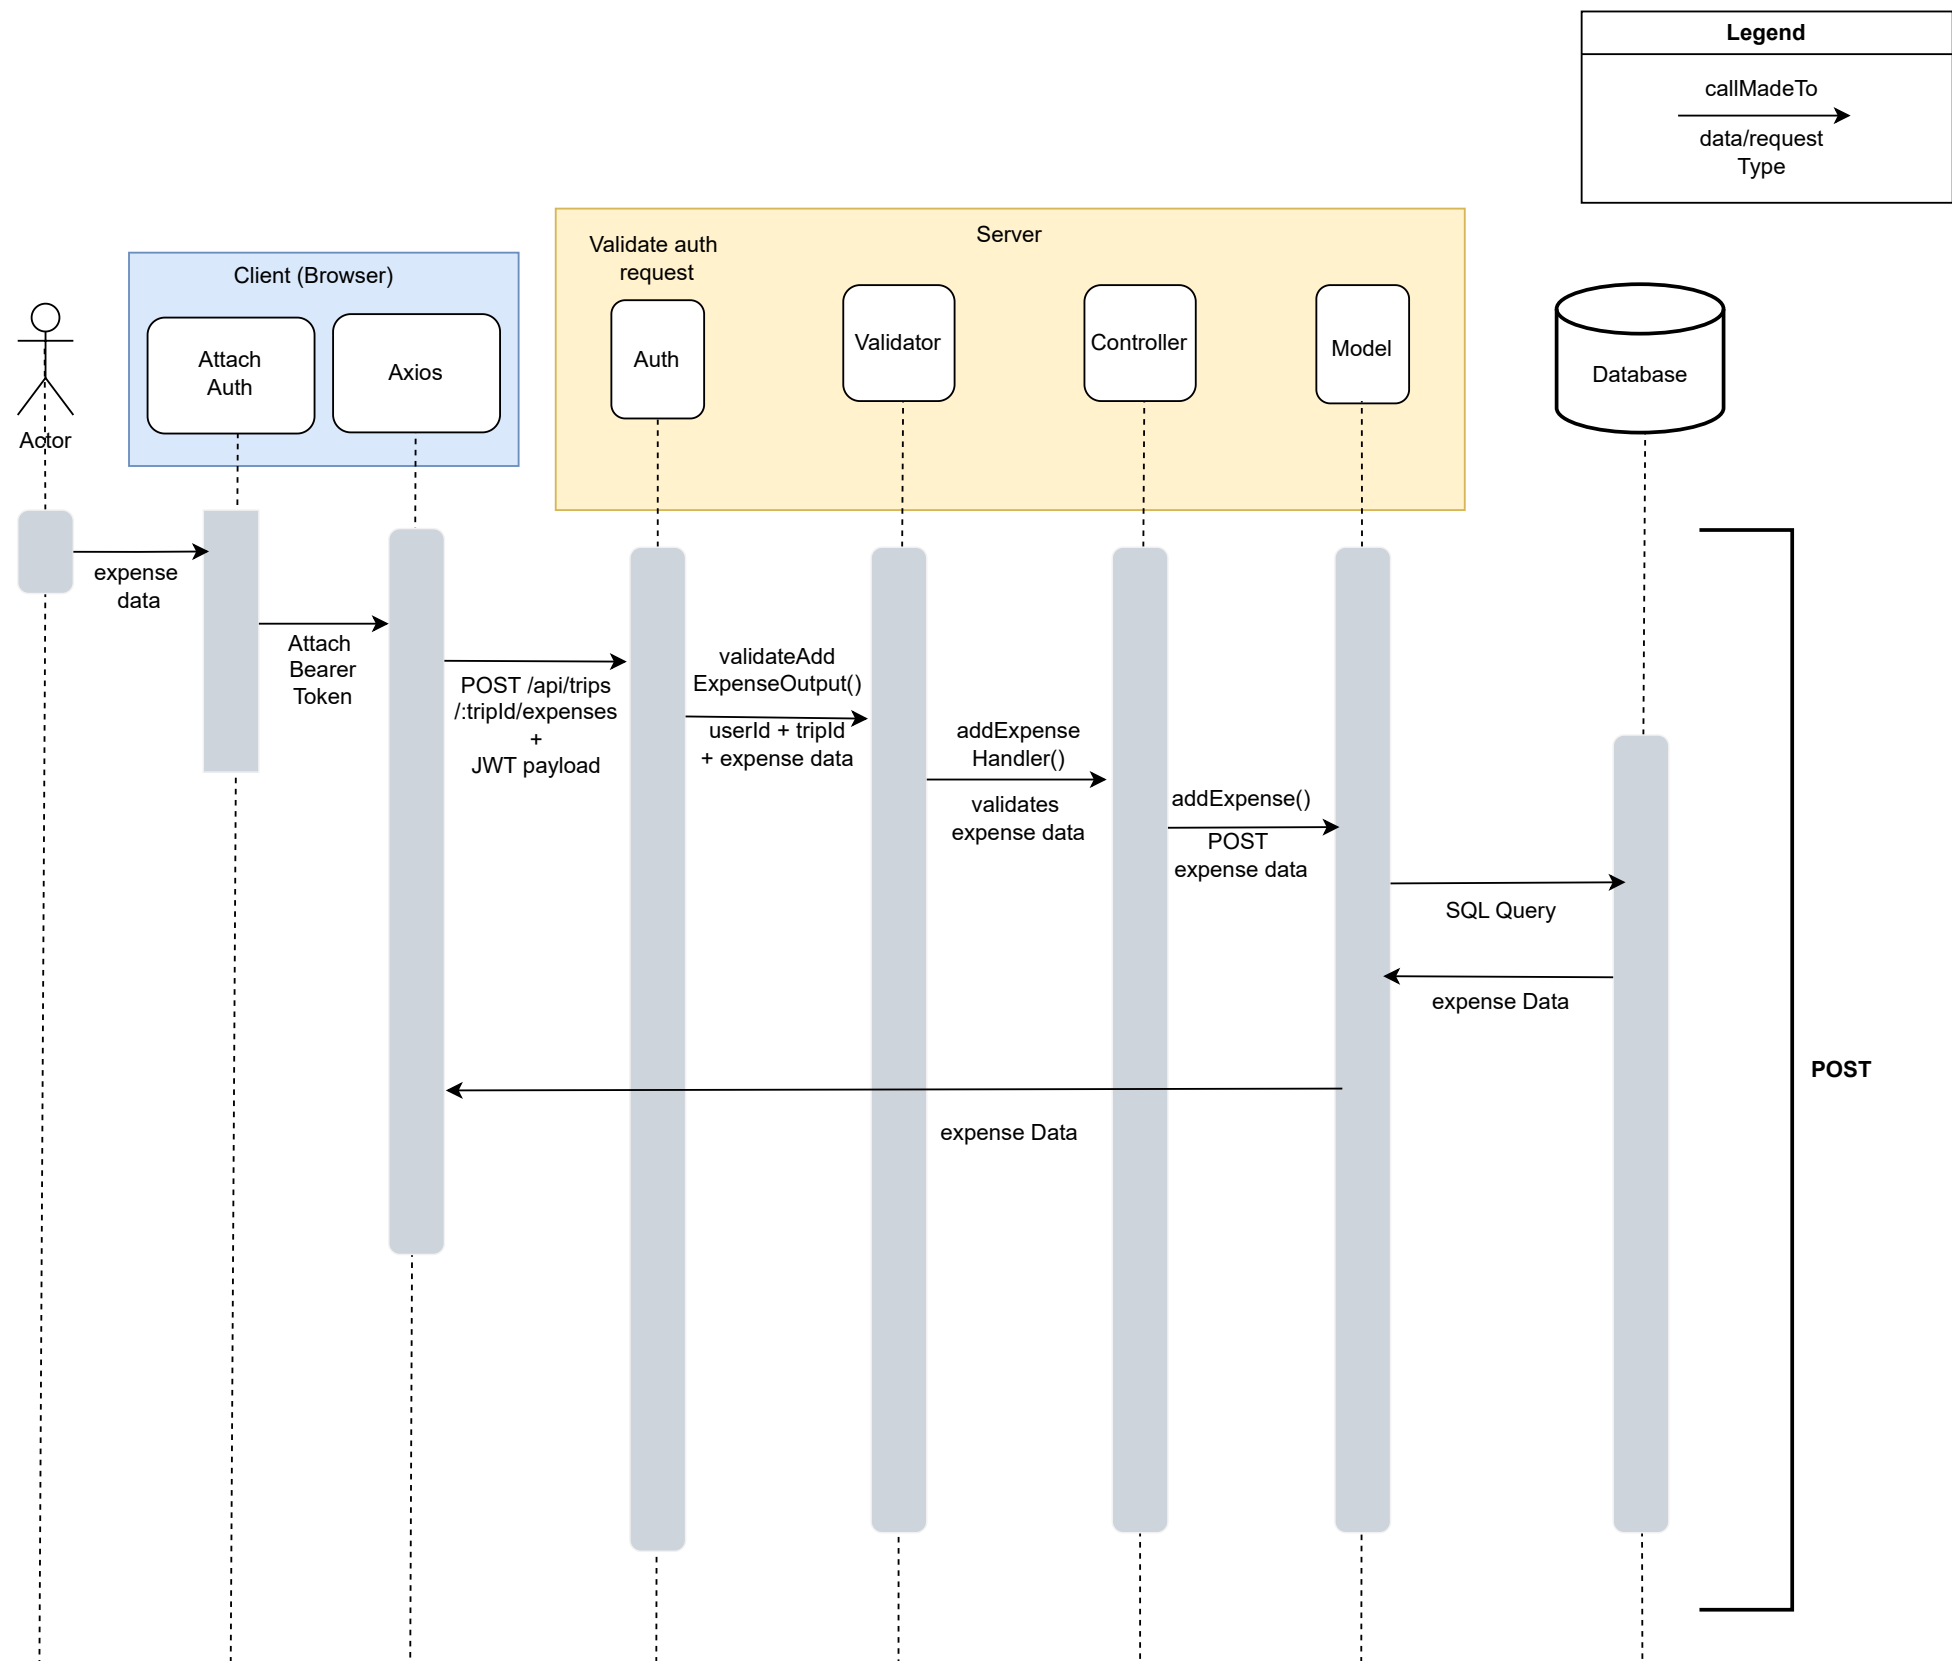 Legend
callMadeTo
data/request
Type
Server
Validate auth
request
Client (Browser)
Attach
Auth
Axios
Auth
Validator
Controller
Model
Database
Actor
expense
data
Attach
Bearer
Token
POST /api/trips
/:tripId/expenses
+
JWT payload
validateAdd
ExpenseOutput()
userId + tripId
+ expense data
addExpense
Handler()
validates
expense data
addExpense()
POST
expense data
SQL Query
expense Data
POST
expense Data